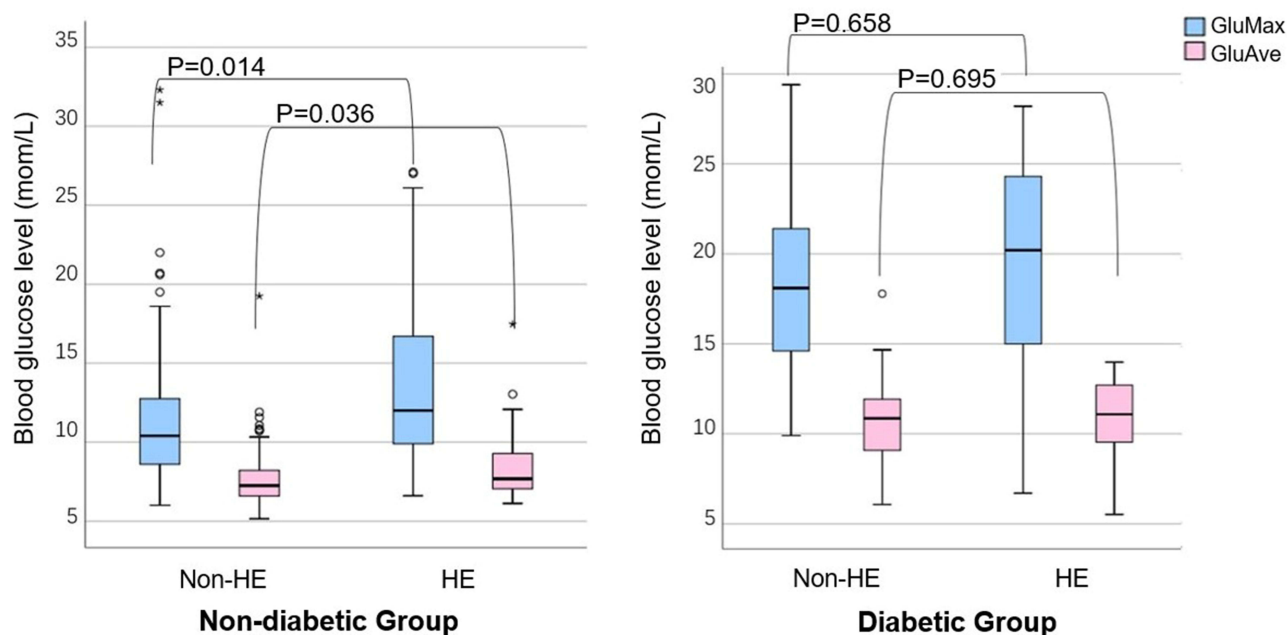 35
30
25
20
15
10
5
Blood glucose level (mom/L)
P=0.014
P=0.036
Non-HE
HE
Non-diabetic Group
30
25
20
15
10
5
Blood glucose level (mom/L)
P=0.658
P=0.695
Non-HE
HE
Diabetic Group
GluMax
GluAve